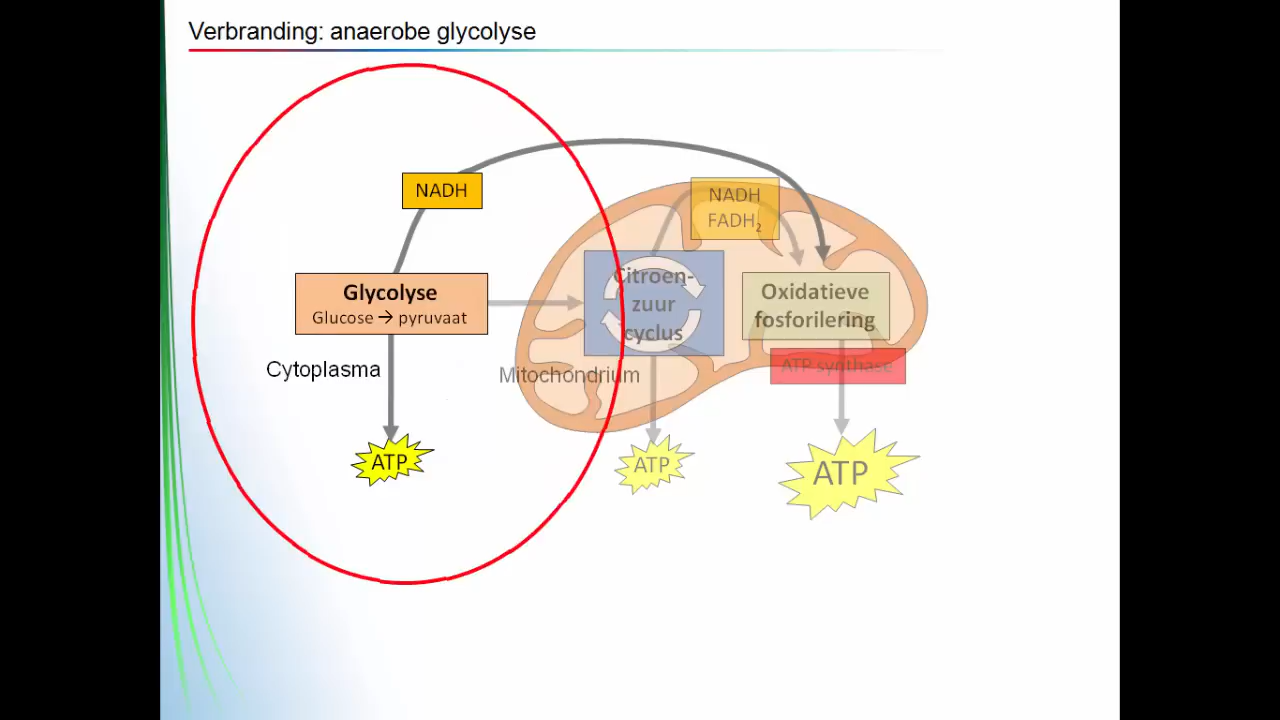 Verbranding: anaerobe glycolyse
NADH
NADH
FADH₂
Glycolyse
Glucose → pyruvaat
Citroen-
zuur
cyclus
Oxidatieve
fosforilering
Cytoplasma
Mitochondrium
ATP synthase
ATP
ATP
ATP